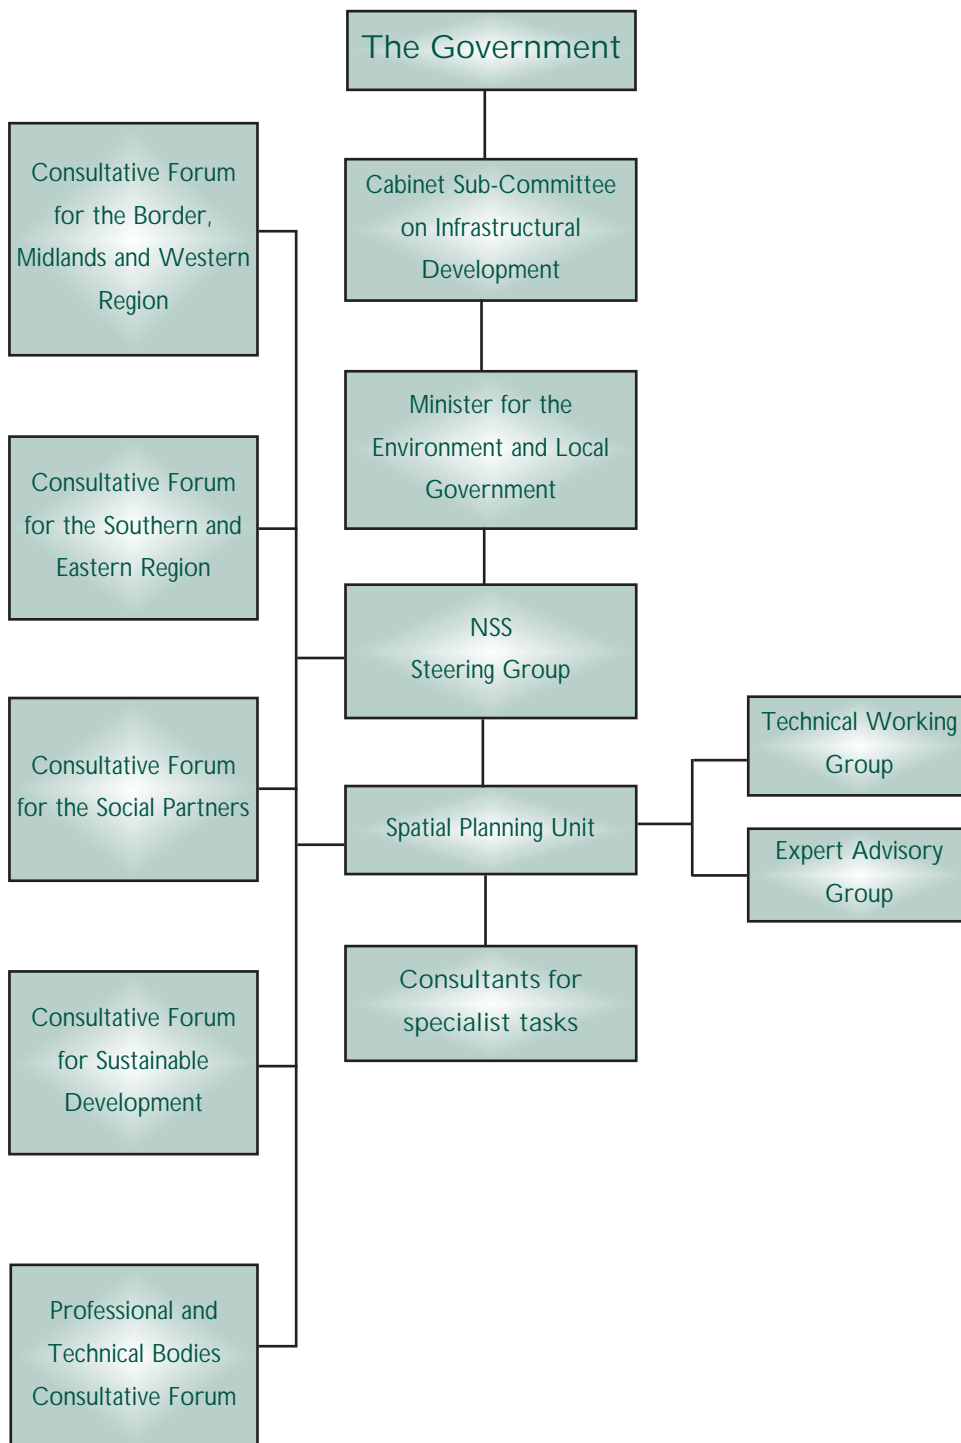 The Government
Consultative Forum
for the Border,
Midlands and Western
Region
Cabinet Sub-Committee
on Infrastructural
Development
Minister for the
Environment and Local
Government
Consultative Forum
for the Southern and
Eastern Region
NSS
Steering Group
Consultative Forum
for the Social Partners
Spatial Planning Unit
Technical Working
Group
Expert Advisory
Group
Consultants for
specialist tasks
Consultative Forum
for Sustainable
Development
Professional and
Technical Bodies
Consultative Forum